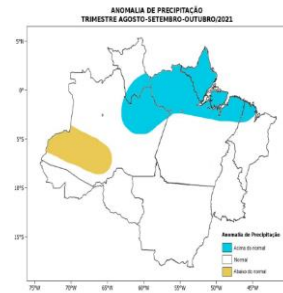 ANOMALIA DE PRECIPITAÇÃO
TRIMESTRE AGOSTO-SETEMBRO-OUTUBRO/2021
5°N
0°
5°S
10°S
15°S
75°W
70°W
65°W
60°W
55°W
50°W
45°W
Anomalia de Precipitação
Acima do normal
Normal
Abaixo do normal